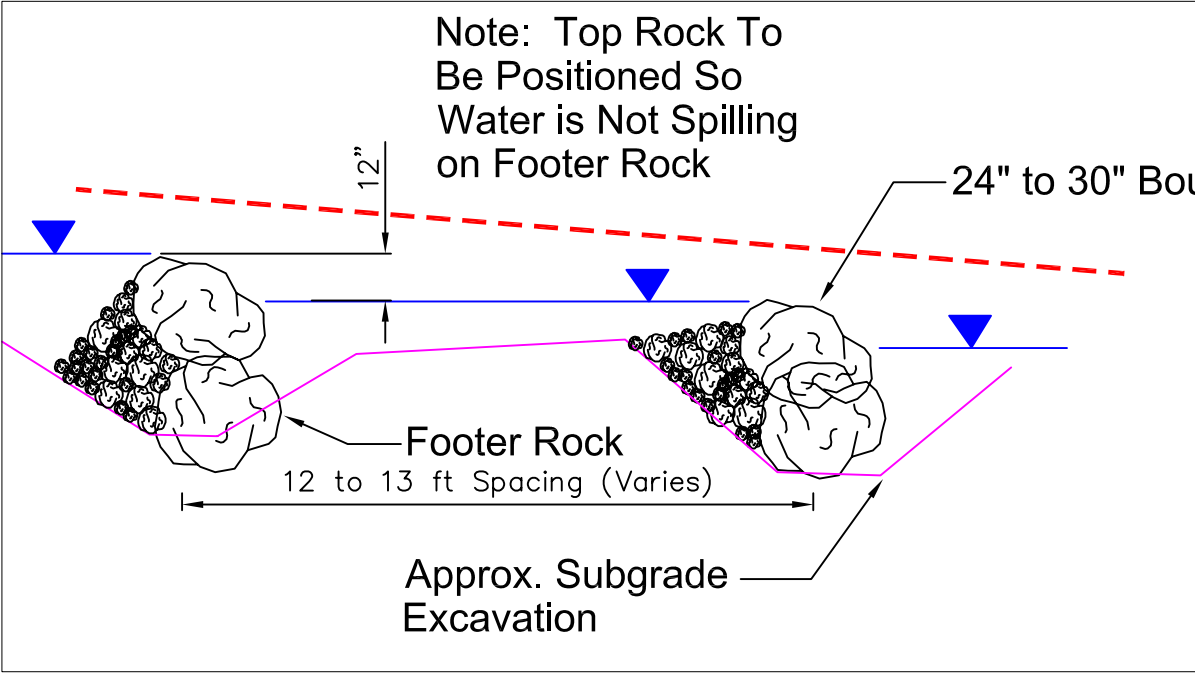 Note: Top Rock To
Be Positioned So
Water is Not Spilling
on Footer Rock
12”
24" to 30" Bou
Footer Rock
12 to 13 ft Spacing (Varies)
Approx. Subgrade
Excavation